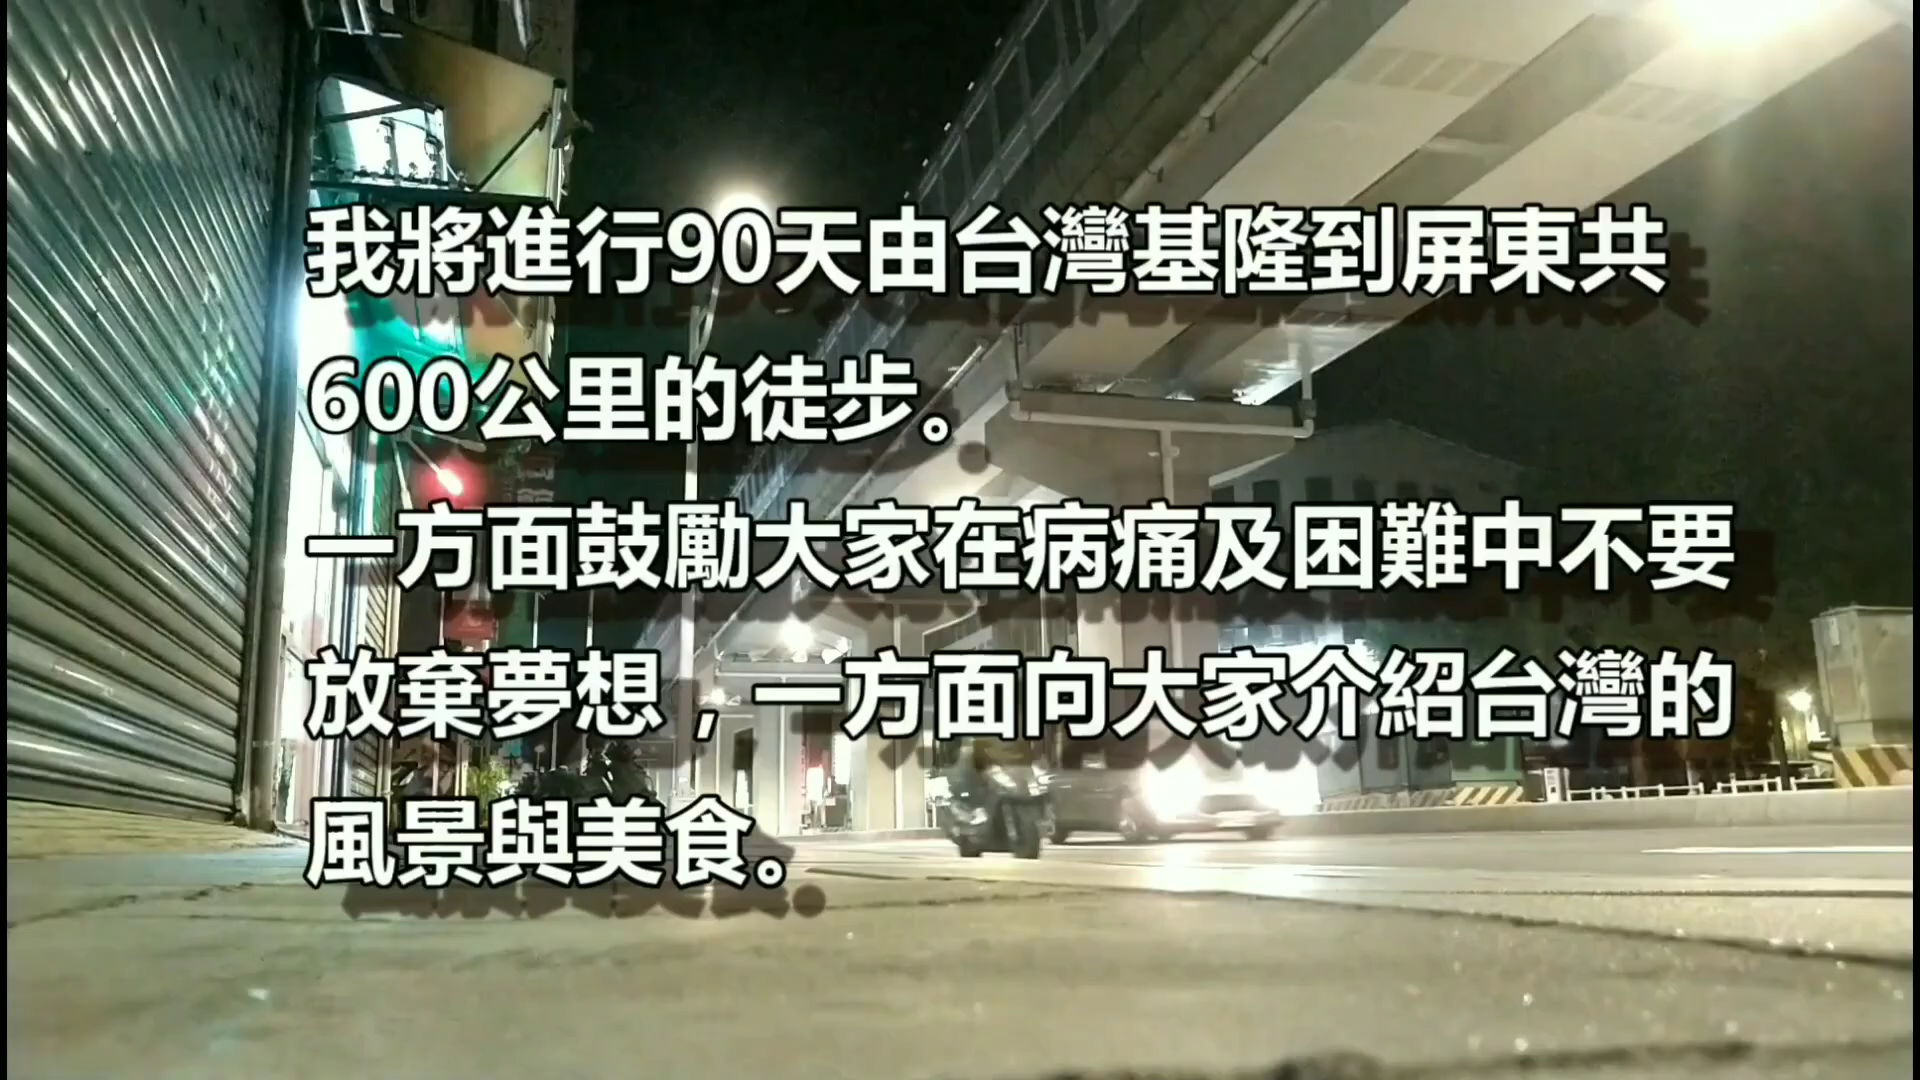 我將進行90天由台灣基隆到屏東共
600公里的徒步。
一方面鼓勵大家在病痛及困難中不要
放棄夢想，一方面向大家介紹台灣的
風景與美食。